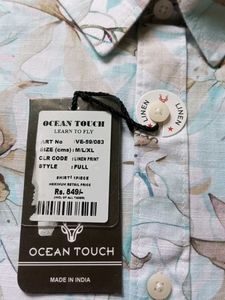 OCEAN TOUCH
LEARN TO FLY
ART No : VE-59/083
SIZE (cms) : M/L/XL
CLR CODE : LINEN PRINT
STYLE : FULL
SHIRT 1PIECE
MAXIMUM RETAIL PRICE
Rs. 849/-
(INCL. OF ALL TAXES)
OCEAN TOUCH
MADE IN INDIA
LINEN
LINEN